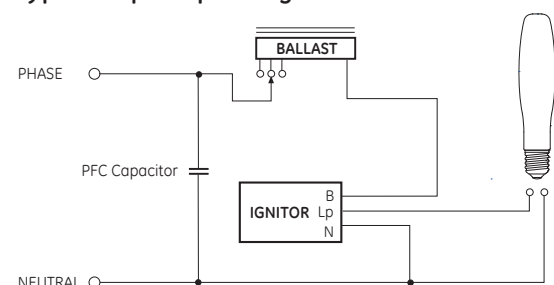 BALLAST
PHASE
PFC Capacitor
B
IGNITOR Lp
N
NEUTRAL